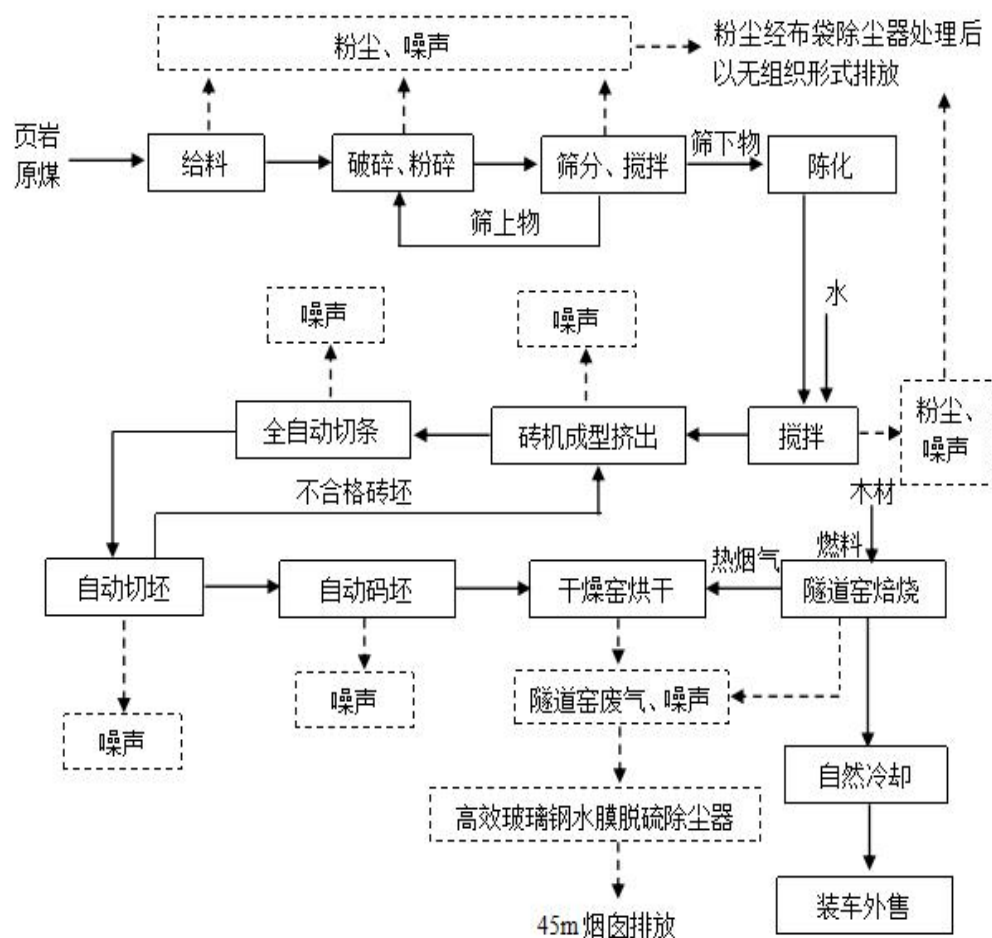 粉尘、噪声
粉尘经布袋除尘器处理后
以无组织形式排放
页岩
原煤
给料
破碎、粉碎
筛分、搅拌
筛下物
陈化
筛上物
水
噪声
噪声
全自动切条
砖机成型挤出
搅拌
粉尘、
噪声
不合格砖坯
木材
燃料
热烟气
自动切坯
自动码坯
干燥窑烘干
隧道窑焙烧
噪声
噪声
隧道窑废气、噪声
自然冷却
高效玻璃钢水膜脱硫除尘器
装车外售
45m 烟囱排放